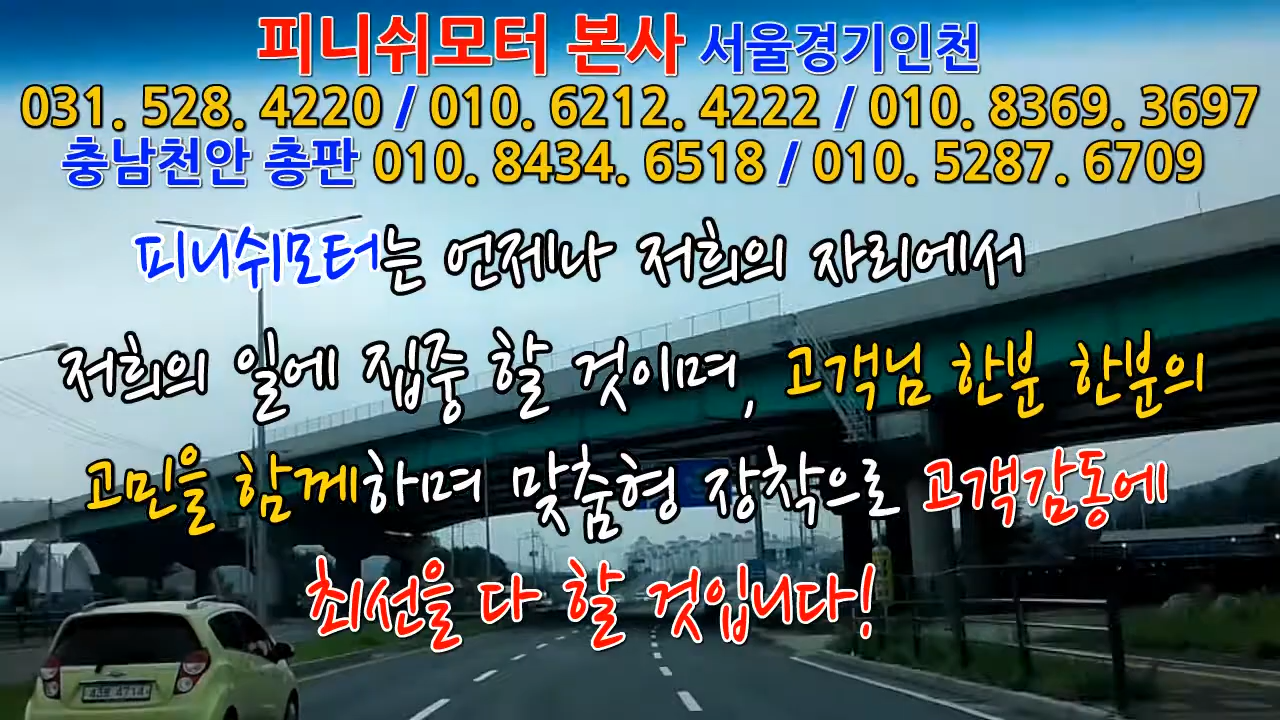 피니쉬모터 본사 서울경기인천
031. 528. 4220 / 010. 6212. 4222 / 010. 8369. 3697
충남천안 총판 010. 8434. 6518 / 010. 5287. 6709
피니쉬모터는 언제나 저희의 자리에서
저희의 일에 집중 할 것이며, 고객님 한분 한분의
고민을 함께하며 맞춤형 장착으로 고객감동에
최선을 다 할 것입니다!